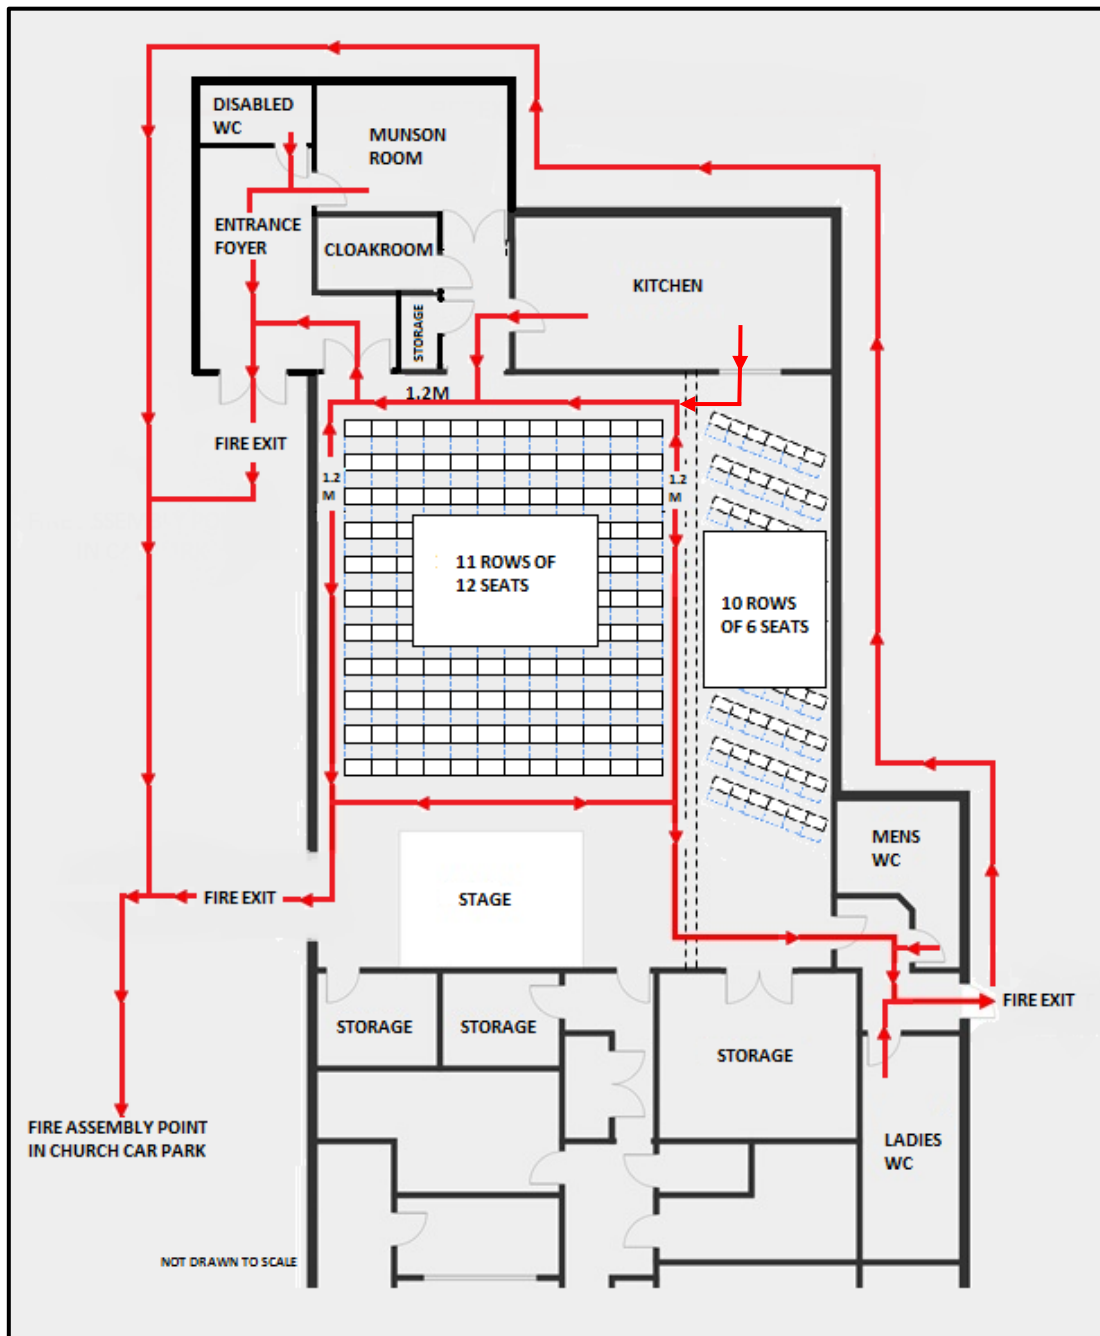 DISABLED
WC
MUNSON
ROOM
ENTRANCE
FOYER
CLOAKROOM
KITCHEN
STORAGE
1.2M
FIRE EXIT
1.2
M
1.2
M
11 ROWS OF
12 SEATS
10 ROWS
OF 6 SEATS
MENS
WC
FIRE EXIT
STAGE
FIRE EXIT
STORAGE
STORAGE
STORAGE
FIRE ASSEMBLY POINT
IN CHURCH CAR PARK
LADIES
WC
NOT DRAWN TO SCALE